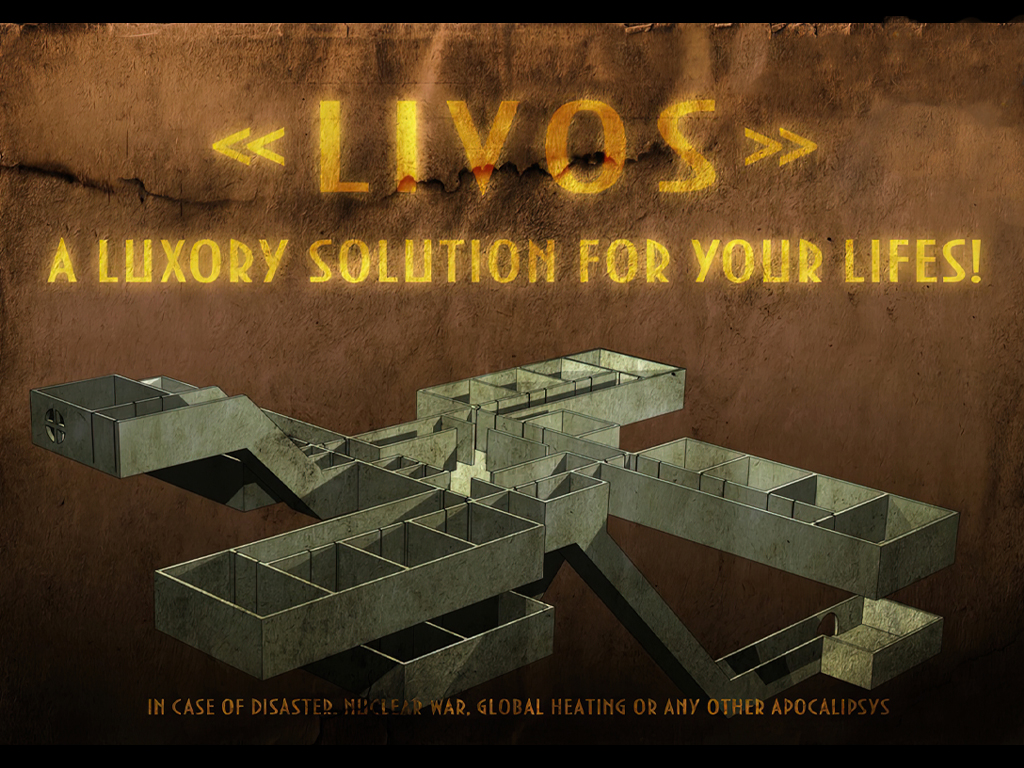 « LIVOS »
A LUXORY SOLUTION FOR YOUR LIFES!
IN CASE OF DISASTER, NUCLEAR WAR, GLOBAL HEATING OR ANY OTHER APOCALIPSYS